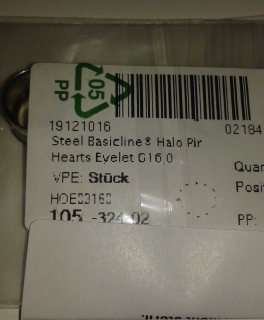 05
PP
19121016 02184
Steel Basicline® Halo Pir
Hearts Eyelet G16,0
VPE: Stück Quan
HOE03160 Posit
105 -324-02 PP: